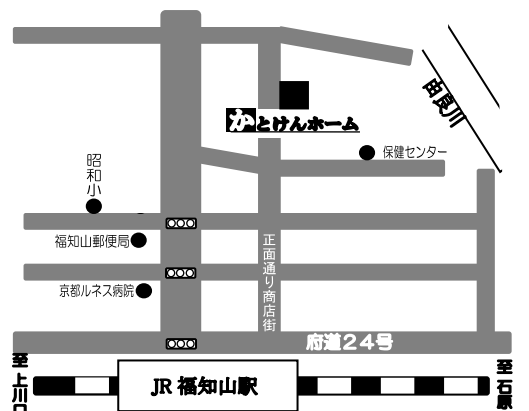 由良川
かとけんホーム
保健センター
昭和小
福知山郵便局
正面通り商店街
京都ルネス病院
府道24号
至上川口
JR 福知山駅
至石原